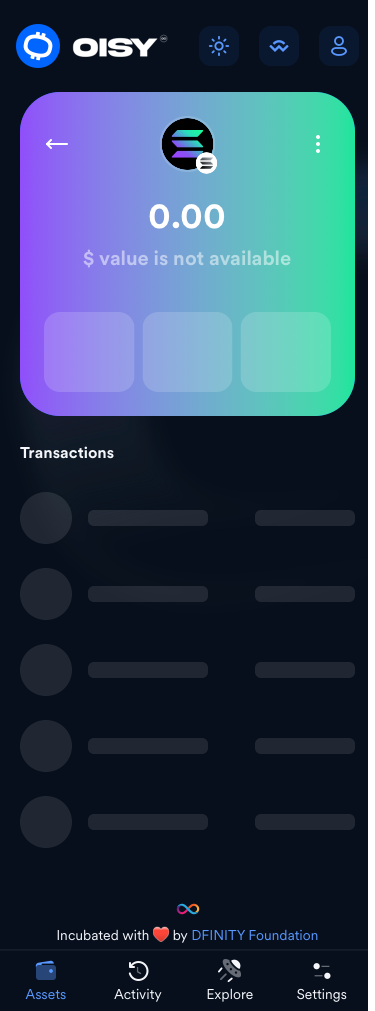 OISY
0.00
$ value is not available
Transactions
Incubated with ❤️ by DFINITY Foundation
Assets
Activity
Explore
Settings